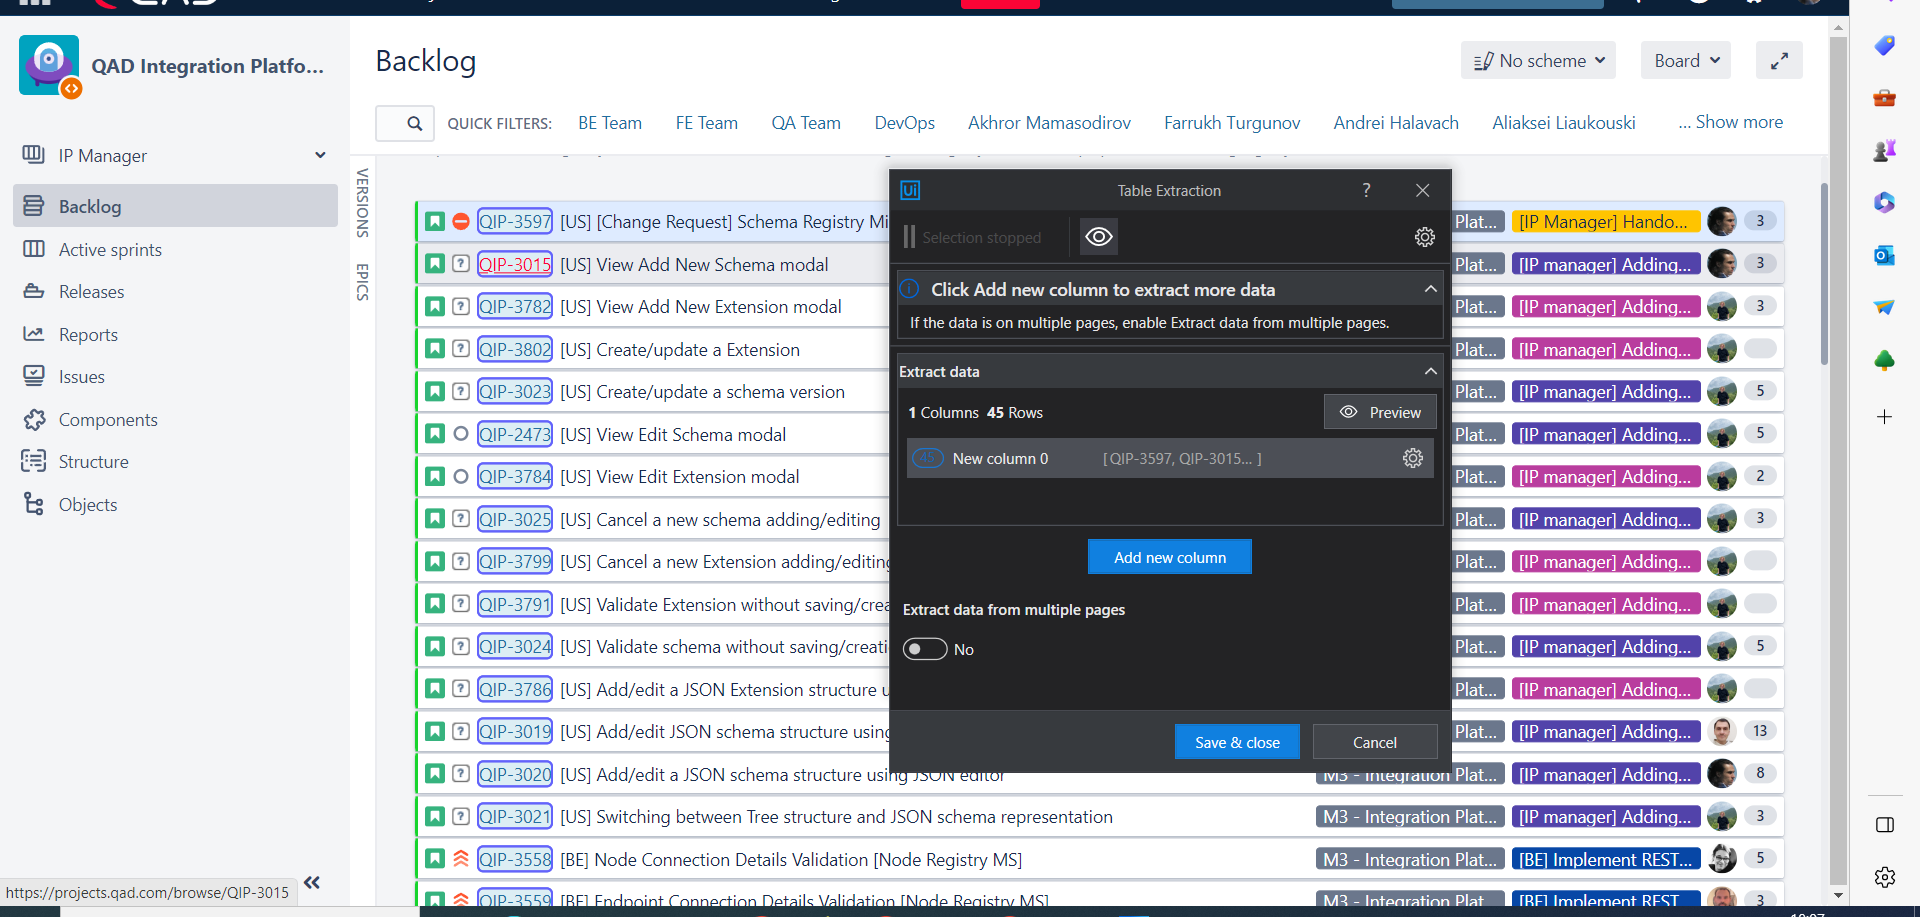 QAD Integration Platfo...
IP Manager
Backlog
Active sprints
Releases
Reports
Issues
Components
Structure
Objects
https://projects.qad.com/browse/QIP-3015
Backlog
No scheme
Board
QUICK FILTERS:
BE Team
FE Team
QA Team
DevOps
Akhror Mamasodirov
Farrukh Turgunov
Andrei Halavach
Aliaksei Liaukouski
... Show more
VERSIONS
EPICS
QIP-3597 [US] [Change Request] Schema Registry Mi Plat... [IP Manager] Hando... 3
QIP-3015 [US] View Add New Schema modal Plat... [IP manager] Adding... 3
QIP-3782 [US] View Add New Extension modal Plat... [IP manager] Adding... 3
QIP-3802 [US] Create/update a Extension Plat... [IP manager] Adding...
QIP-3023 [US] Create/update a schema version Plat... [IP manager] Adding... 5
QIP-2473 [US] View Edit Schema modal Plat... [IP manager] Adding... 5
QIP-3784 [US] View Edit Extension modal Plat... [IP manager] Adding... 2
QIP-3025 [US] Cancel a new schema adding/editing Plat... [IP manager] Adding... 3
QIP-3799 [US] Cancel a new Extension adding/editing Plat... [IP manager] Adding...
QIP-3791 [US] Validate Extension without saving/crea Plat... [IP manager] Adding...
QIP-3024 [US] Validate schema without saving/creati Plat... [IP manager] Adding... 5
QIP-3786 [US] Add/edit a JSON Extension structure u Plat... [IP manager] Adding...
QIP-3019 [US] Add/edit JSON schema structure using Plat... [IP manager] Adding... 13
QIP-3020 [US] Add/edit a JSON schema structure using JSON editor M3 - Integration Plat... [IP manager] Adding... 8
QIP-3021 [US] Switching between Tree structure and JSON schema representation M3 - Integration Plat... [IP manager] Adding... 3
QIP-3558 [BE] Node Connection Details Validation [Node Registry MS] M3 - Integration Plat... [BE] Implement REST... 5
QIP-3559 [BE] Endpoint Connection Details Validation [Node Registry MS] M3 - Integration Plat... [BE] Implement REST... 3
Ui
Table Extraction
?
Selection stopped
Click Add new column to extract more data
If the data is on multiple pages, enable Extract data from multiple pages.
Extract data
1 Columns 45 Rows
Preview
45 New column 0 [ QIP-3597, QIP-3015... ]
Add new column
Extract data from multiple pages
No
Save & close
Cancel